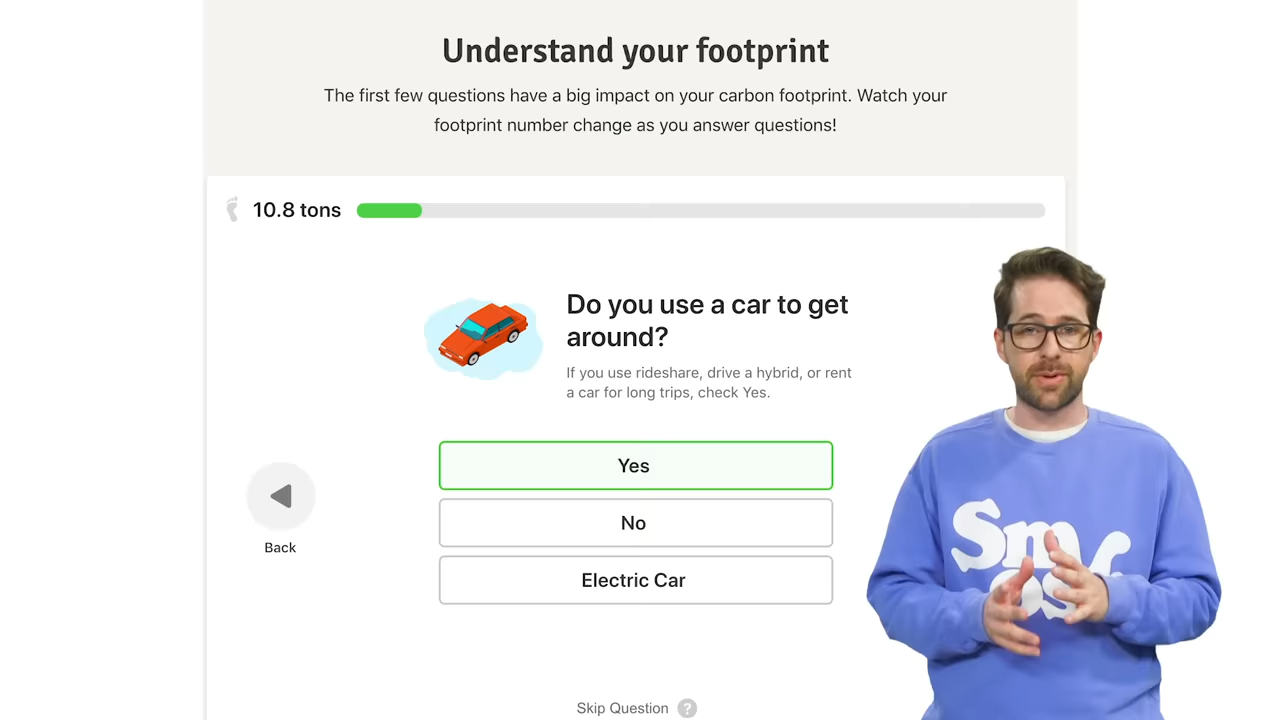 Understand your footprint
The first few questions have a big impact on your carbon footprint. Watch your
footprint number change as you answer questions!
10.8 tons
Do you use a car to get
around?
If you use rideshare, drive a hybrid, or rent
a car for long trips, check Yes.
Yes
No
Electric Car
Back
Skip Question ?